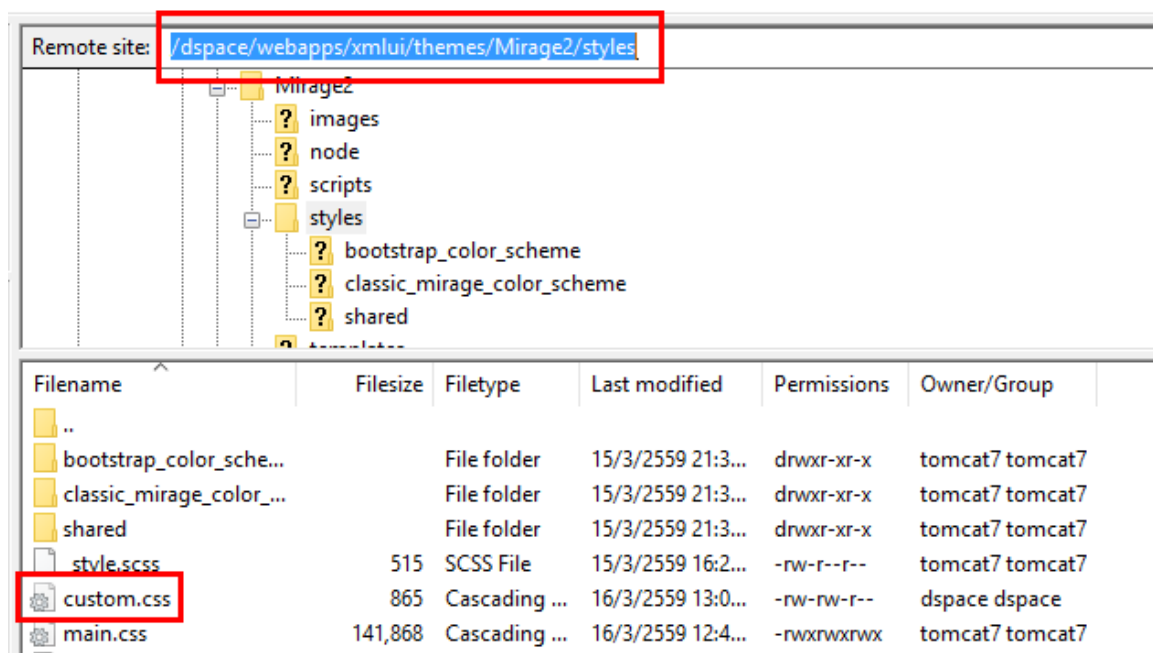 Remote site: /dspace/webapps/xmlui/themes/Mirage2/styles
Mirage2
images
node
scripts
styles
bootstrap_color_scheme
classic_mirage_color_scheme
shared
templates
Filename Filesize Filetype Last modified Permissions Owner/Group
..
bootstrap_color_sche... File folder 15/3/2559 21:3... drwxr-xr-x tomcat7 tomcat7
classic_mirage_color_... File folder 15/3/2559 21:3... drwxr-xr-x tomcat7 tomcat7
shared File folder 15/3/2559 21:3... drwxr-xr-x tomcat7 tomcat7
_style.scss 515 SCSS File 15/3/2559 16:2... -rw-r--r-- tomcat7 tomcat7
custom.css 865 Cascading ... 16/3/2559 13:0... -rw-rw-r-- dspace dspace
main.css 141,868 Cascading ... 16/3/2559 12:4... -rwxrwxrwx tomcat7 tomcat7